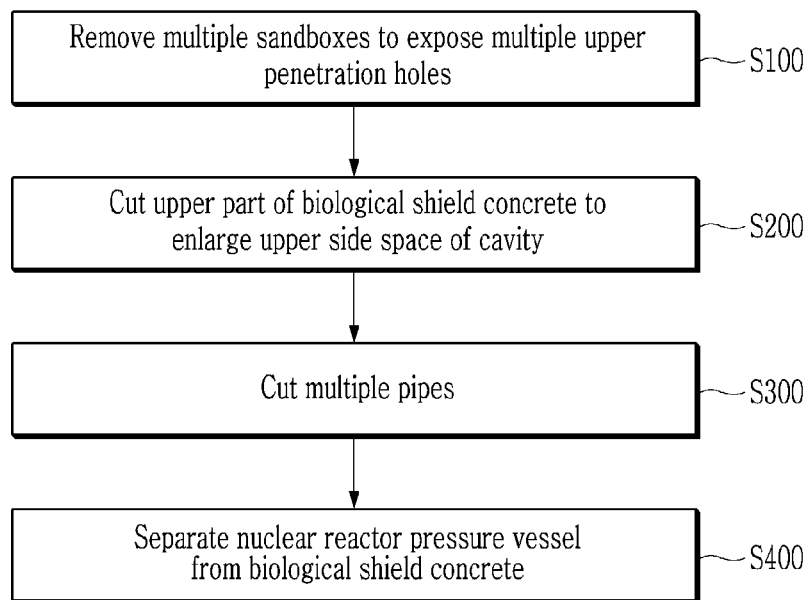 Remove multiple sandboxes to expose multiple upper
penetration holes
S100
Cut upper part of biological shield concrete to
enlarge upper side space of cavity
S200
Cut multiple pipes
S300
Separate nuclear reactor pressure vessel
from biological shield concrete
S400